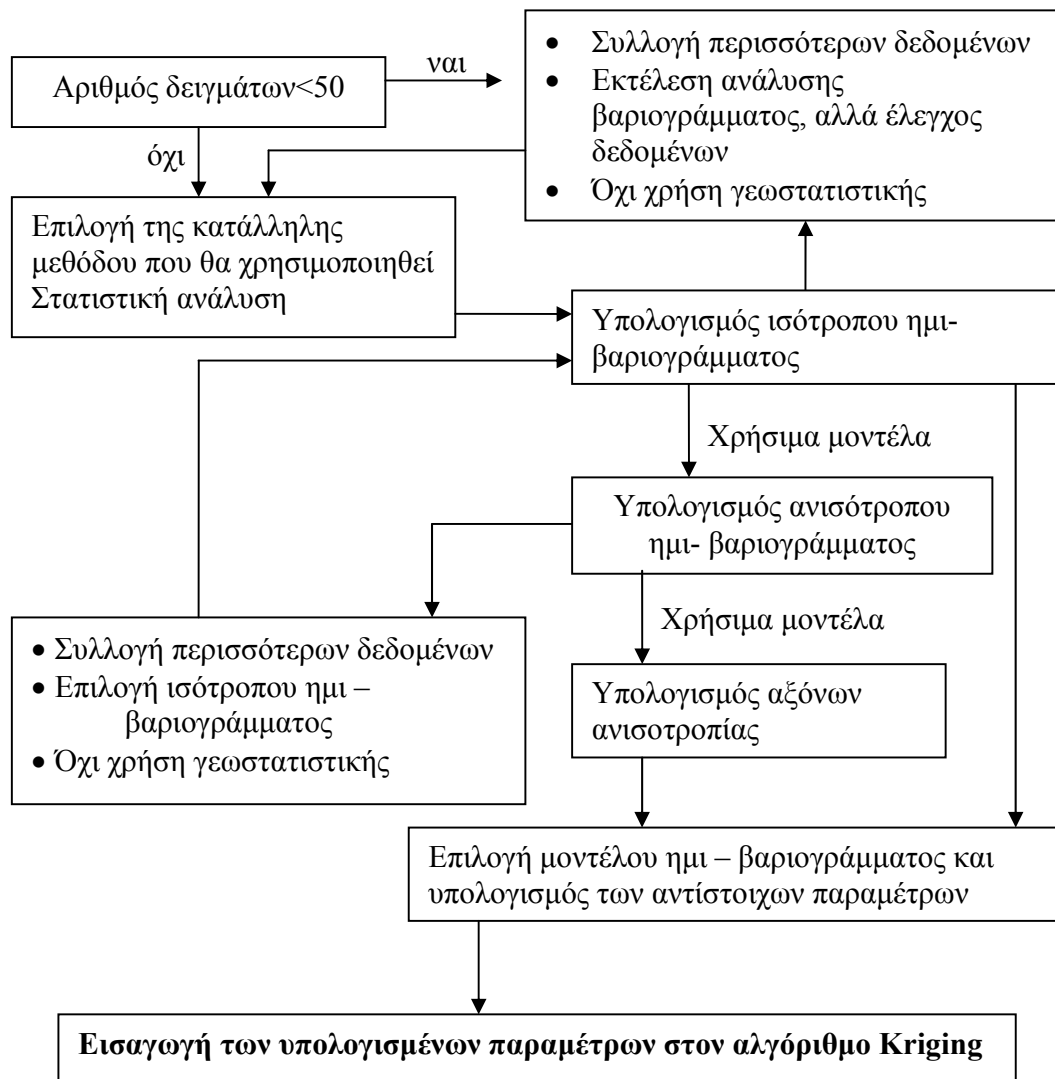 Αριθμός δειγμάτων<50
ναι
• Συλλογή περισσότερων δεδομένων
• Εκτέλεση ανάλυσης
βαριογράμματος, αλλά έλεγχος
δεδομένων
• Όχι χρήση γεωστατιστικής
όχι
Επιλογή της κατάλληλης
μεθόδου που θα χρησιμοποιηθεί
Στατιστική ανάλυση
Υπολογισμός ισότροπου ημι-
βαριογράμματος
Χρήσιμα μοντέλα
Υπολογισμός ανισότροπου
ημι- βαριογράμματος
Χρήσιμα μοντέλα
• Συλλογή περισσότερων δεδομένων
• Επιλογή ισότροπου ημι –
βαριογράμματος
• Όχι χρήση γεωστατιστικής
Υπολογισμός αξόνων
ανισοτροπίας
Επιλογή μοντέλου ημι – βαριογράμματος και
υπολογισμός των αντίστοιχων παραμέτρων
Εισαγωγή των υπολογισμένων παραμέτρων στον αλγόριθμο Kriging